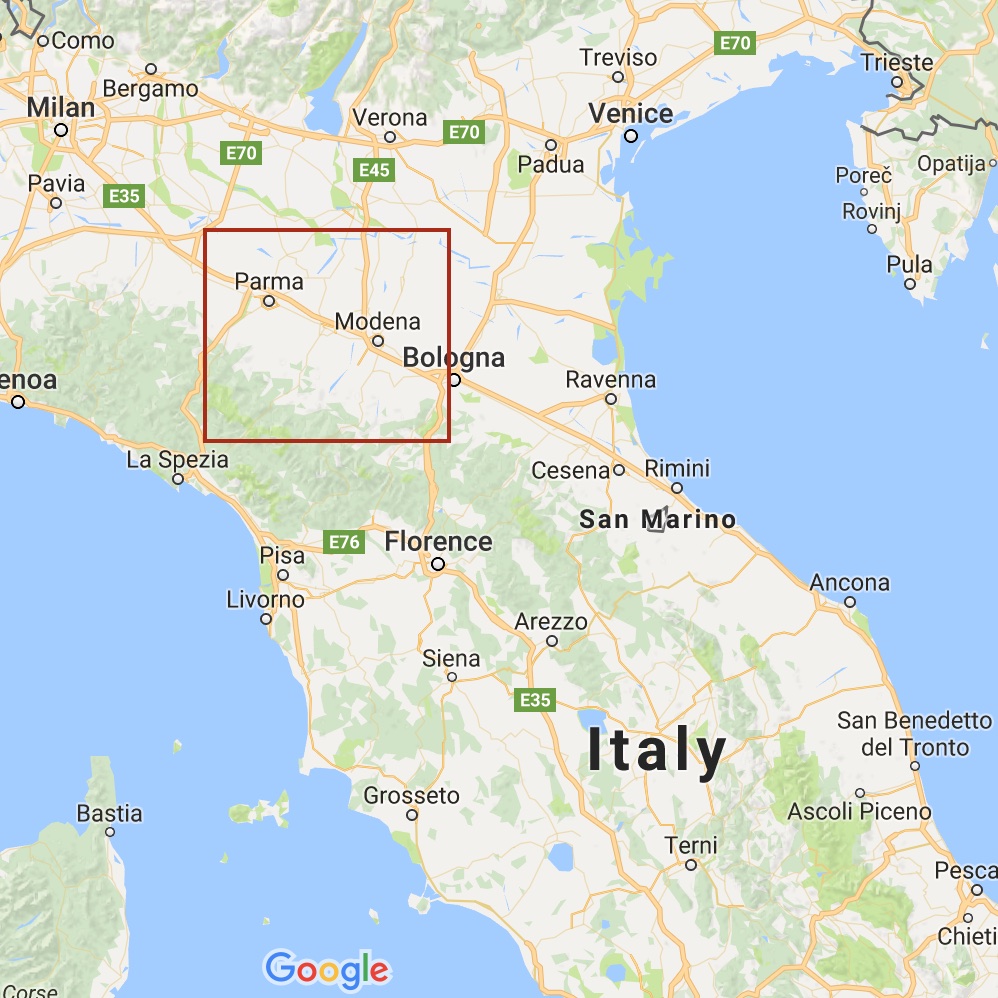 Como
Bergamo
Milan
Treviso
E70
Trieste
Verona
E70
Venice
E70
E45
Padua
Pavia
E35
Poreč
Opatija
Rovinj
Pula
Parma
Modena
Bologna
enoa
Ravenna
La Spezia
Cesena
Rimini
San Marino
E76
Florence
Pisa
Livorno
Ancona
Arezzo
Siena
E35
San Benedetto
del Tronto
Italy
Grosseto
Bastia
Ascoli Piceno
Terni
Pesca
Chieti
Google
Corse